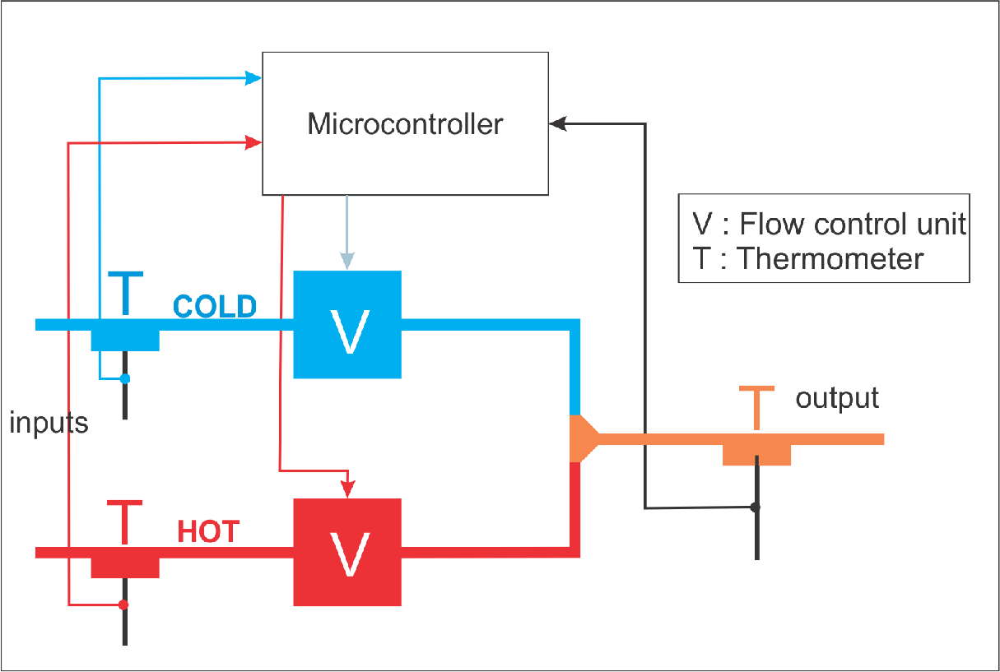 Microcontroller
V : Flow control unit
T : Thermometer
T
COLD
V
T
output
inputs
T
HOT
V